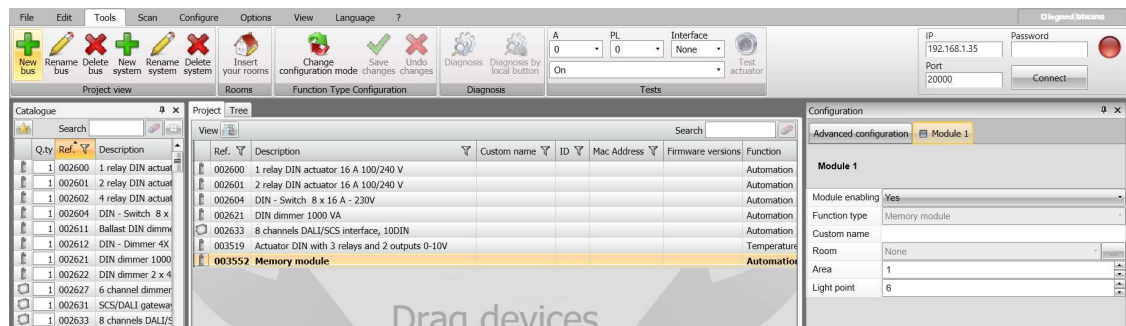 File Edit Tools Scan Configure Options View Language ?
legrand bticino
New bus
Rename bus
Delete bus
New system
Rename system
Delete system
Project view
Insert your rooms
Rooms
Change configuration mode
Save changes
Undo changes
Function Type Configuration
Diagnosis
Diagnosis by local button
Diagnosis
A PL Interface
0 0 None
On
Test actuator
Tests
IP Password
192.168.1.35
Port
20000 Connect
Catalogue
Search
Q.ty Ref. Description
1 002600 1 relay DIN actuat
1 002601 2 relay DIN actuat
1 002602 4 relay DIN actuat
1 002604 DIN - Switch 8 x
1 002611 Ballast DIN dimme
1 002612 DIN - Dimmer 4X
1 002621 DIN dimmer 1000
1 002622 DIN dimmer 2 x 4
1 002627 6 channel dimmer
1 002631 SCS/DALI gateway
1 002633 8 channels DALI/S
Project Tree
View Search
Ref. Description Custom name ID Mac Address Firmware versions Function
002600 1 relay DIN actuator 16 A 100/240 V Automation
002601 2 relay DIN actuator 16 A 100/240 V Automation
002604 DIN - Switch 8 x 16 A - 230V Automation
002621 DIN dimmer 1000 VA Automation
002633 8 channels DALI/SCS interface, 10DIN Automation
003519 Actuator DIN with 3 relays and 2 outputs 0-10V Temperature
003552 Memory module Automation
Drag devices
Configuration
Advanced configuration Module 1
Module 1
Module enabling Yes
Function type Memory module
Custom name
Room None ...
Area 1
Light point 6